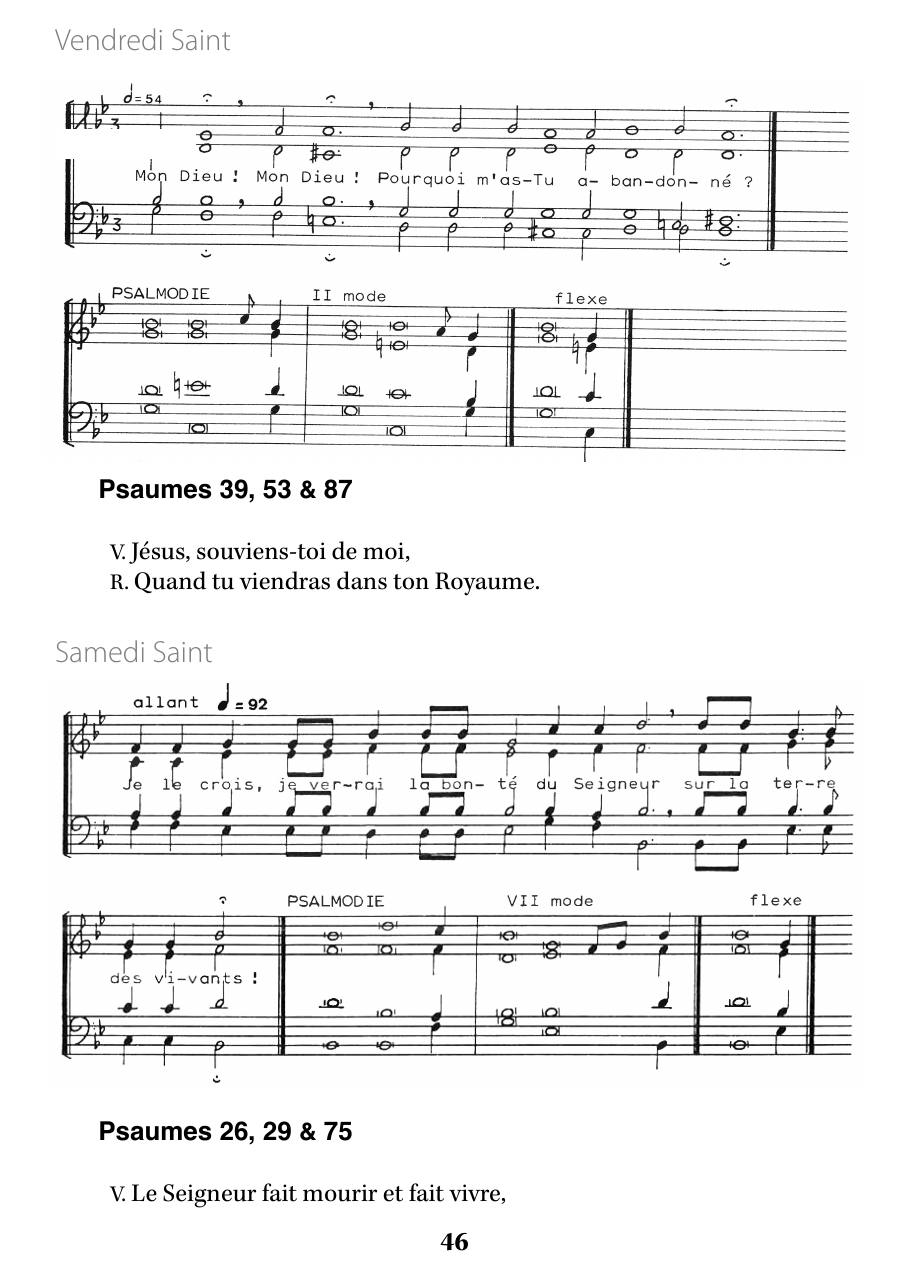 Vendredi Saint
= 54
Mon Dieu ! Mon Dieu ! Pourquoi m'as-Tu a- ban-don- né ?
PSALMODIE II mode flexe
Psaumes 39, 53 & 87
V. Jésus, souviens-toi de moi,
R. Quand tu viendras dans ton Royaume.
Samedi Saint
allant = 92
Je le crois, je ver-rai la bon- té du Seigneur sur la ter-re
PSALMODIE VII mode flexe
des vi-vants !
Psaumes 26, 29 & 75
V. Le Seigneur fait mourir et fait vivre,
46